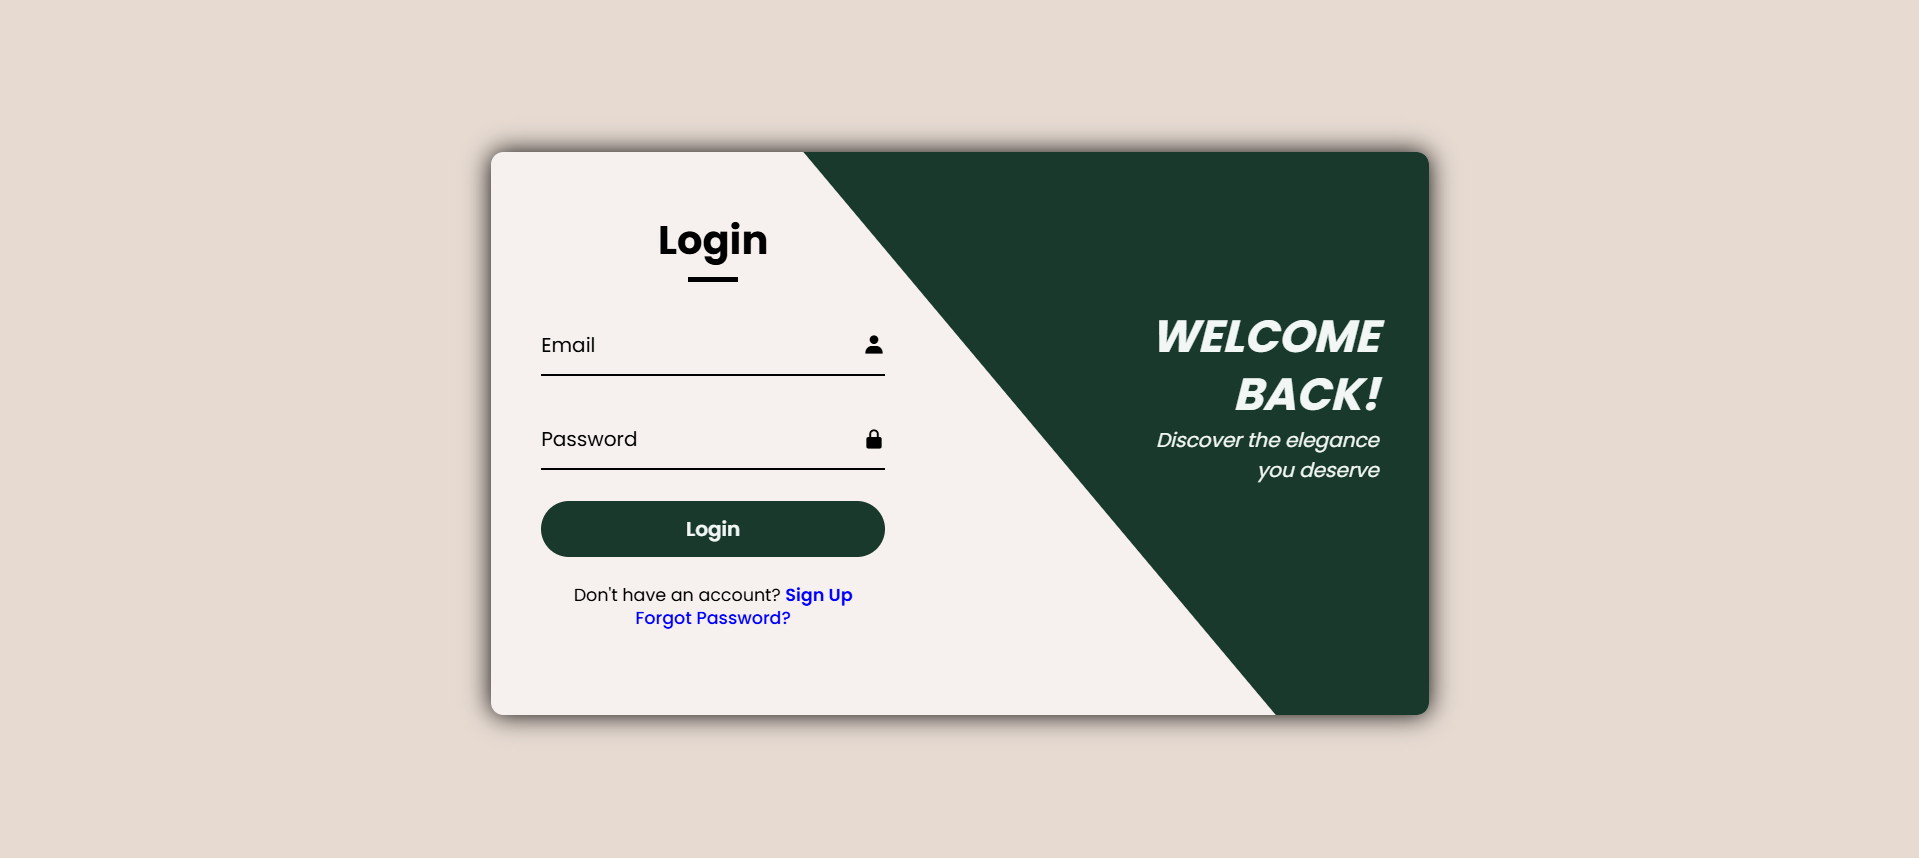 Login
Email
Password
Login
Don't have an account? Sign Up
Forgot Password?
WELCOME
BACK!
Discover the elegance
you deserve